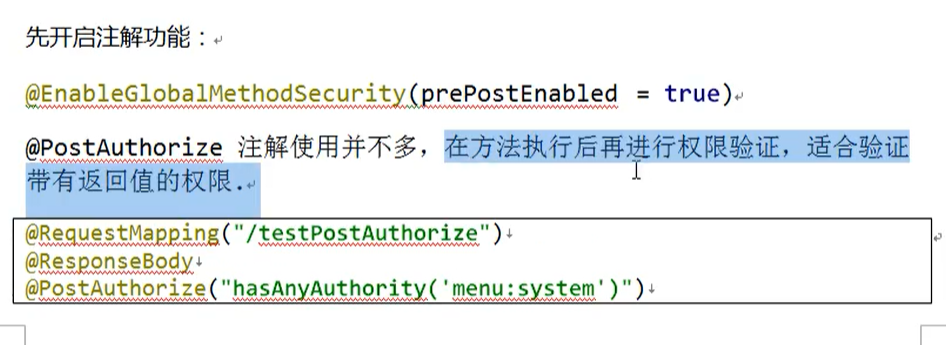 先开启注解功能：
@EnableGlobalMethodSecurity(prePostEnabled = true)
@PostAuthorize 注解使用并不多，在方法执行后再进行权限验证，适合验证
带有返回值的权限.
@RequestMapping("/testPostAuthorize")
@ResponseBody
@PostAuthorize("hasAnyAuthority('menu:system')")